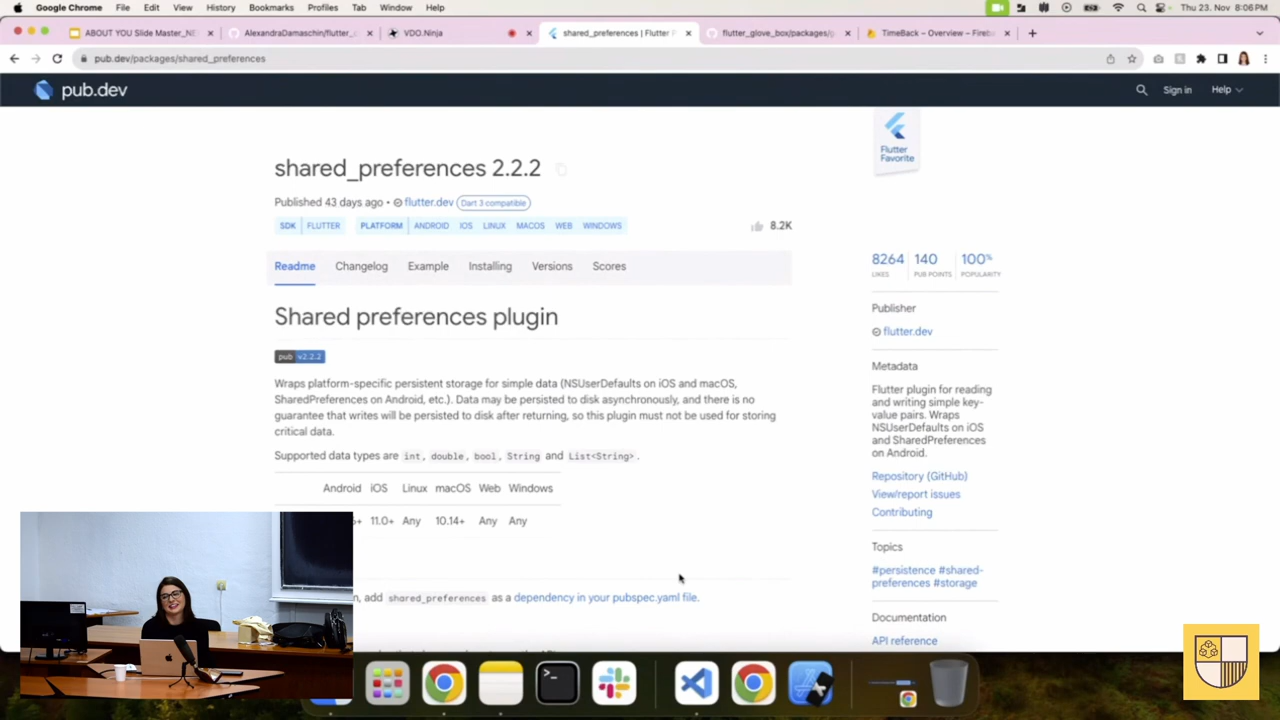 Google Chrome File Edit View History Bookmarks Profiles Tab Window Help Thu 23. Nov 8:06 PM
ABOUT YOU Slide Master_NE AlexandraDamaschin/flutter_c VDO.Ninja shared_preferences | Flutter P flutter_glove_box/packages/g TimeBack – Overview – Fireb
pub.dev/packages/shared_preferences
pub.dev Sign in Help
Flutter
Favorite
shared_preferences 2.2.2
Published 43 days ago • flutter.dev Dart 3 compatible
SDK FLUTTER PLATFORM ANDROID IOS LINUX MACOS WEB WINDOWS 8.2K
Readme Changelog Example Installing Versions Scores
8264 140 100%
LIKES PUB POINTS POPULARITY
Shared preferences plugin
pub v2.2.2
Wraps platform-specific persistent storage for simple data (NSUserDefaults on iOS and macOS,
SharedPreferences on Android, etc.). Data may be persisted to disk asynchronously, and there is no
guarantee that writes will be persisted to disk after returning, so this plugin must not be used for storing
critical data.
Supported data types are int, double, bool, String and List<String>.
Android iOS Linux macOS Web Windows
+ 11.0+ Any 10.14+ Any Any
n, add shared_preferences as a dependency in your pubspec.yaml file.
Publisher
flutter.dev
Metadata
Flutter plugin for reading
and writing simple key-
value pairs. Wraps
NSUserDefaults on iOS
and SharedPreferences
on Android.
Repository (GitHub)
View/report issues
Contributing
Topics
#persistence #shared-
preferences #storage
Documentation
API reference